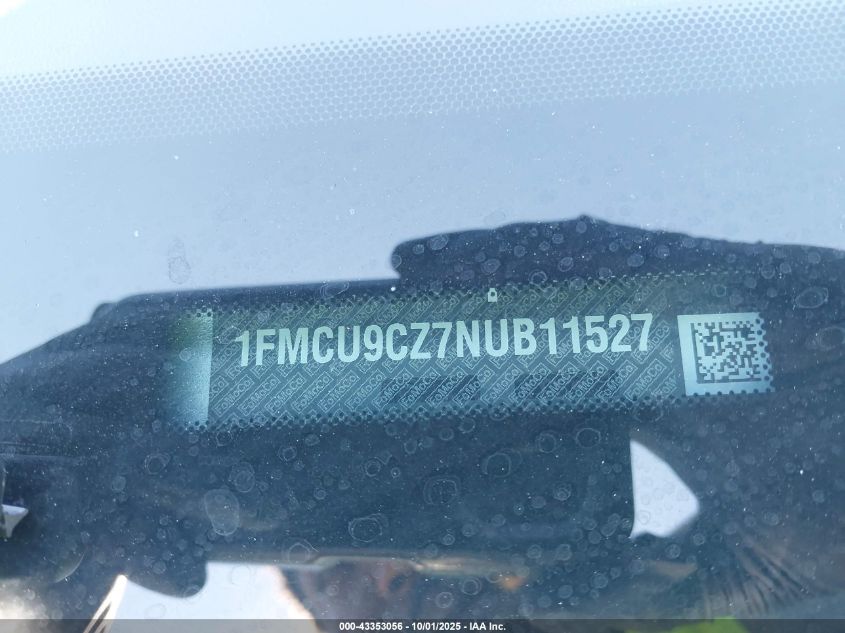 1FMCU9CZ7NUB11527
000-43353056 - 10/01/2025 - IAA Inc.